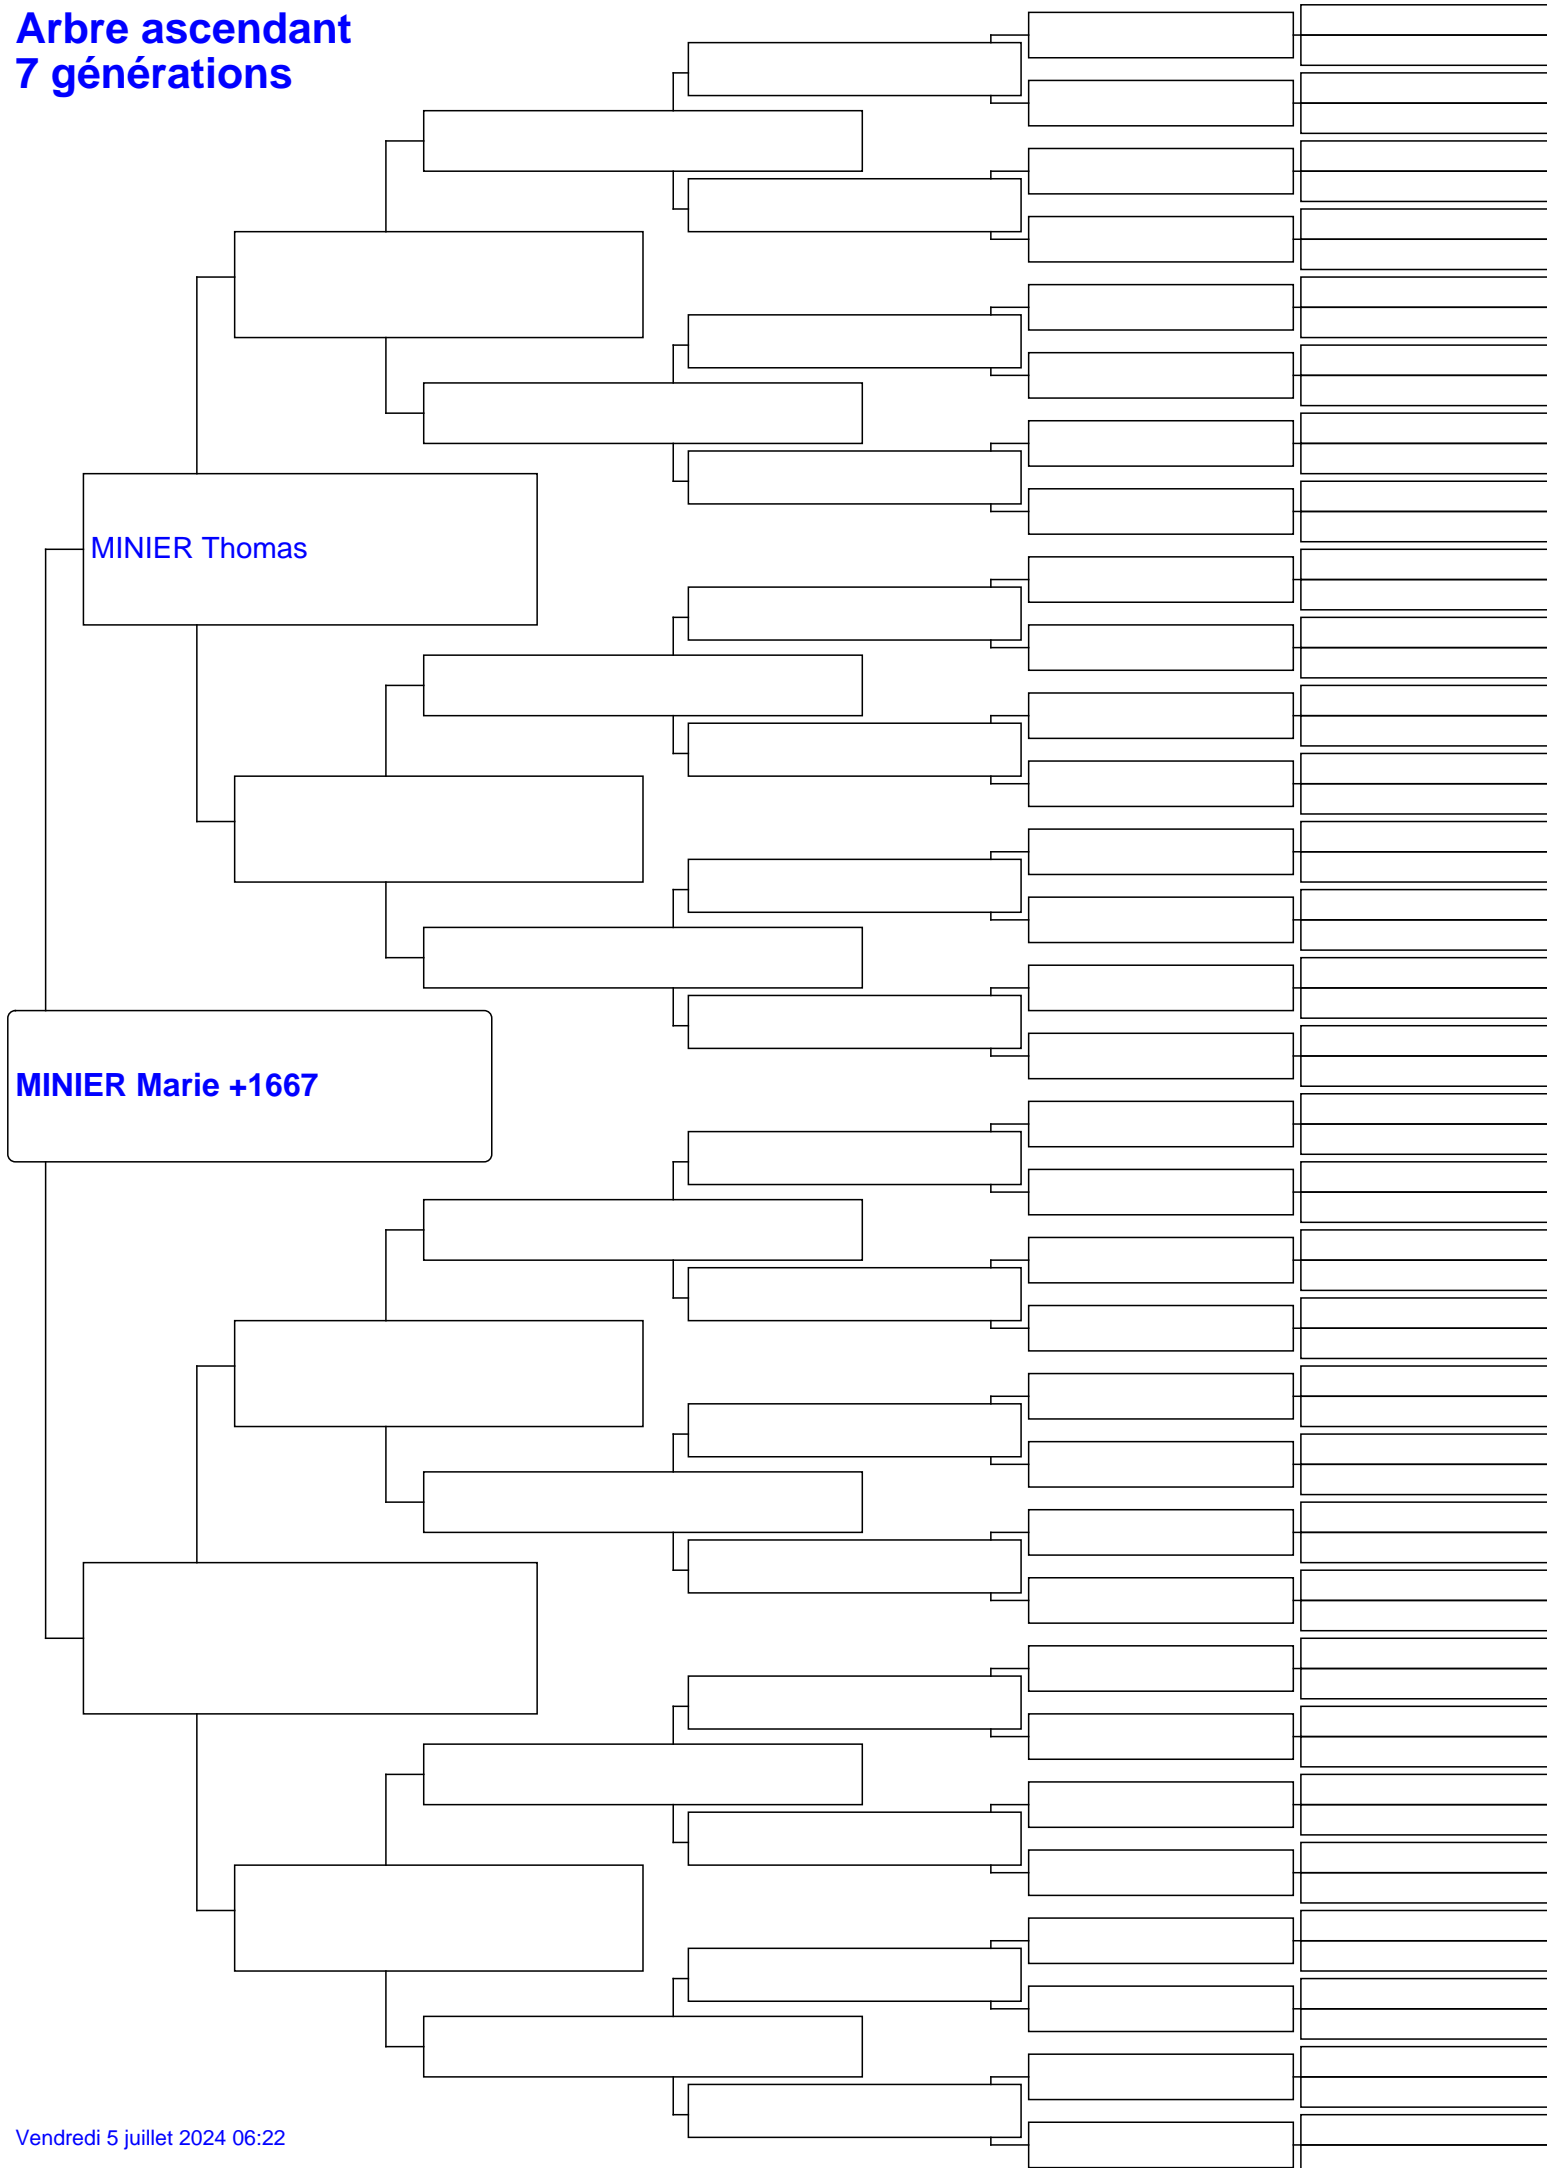 Arbre ascendant
7 générations
MINIER Thomas
MINIER Marie +1667
Vendredi 5 juillet 2024 06:22